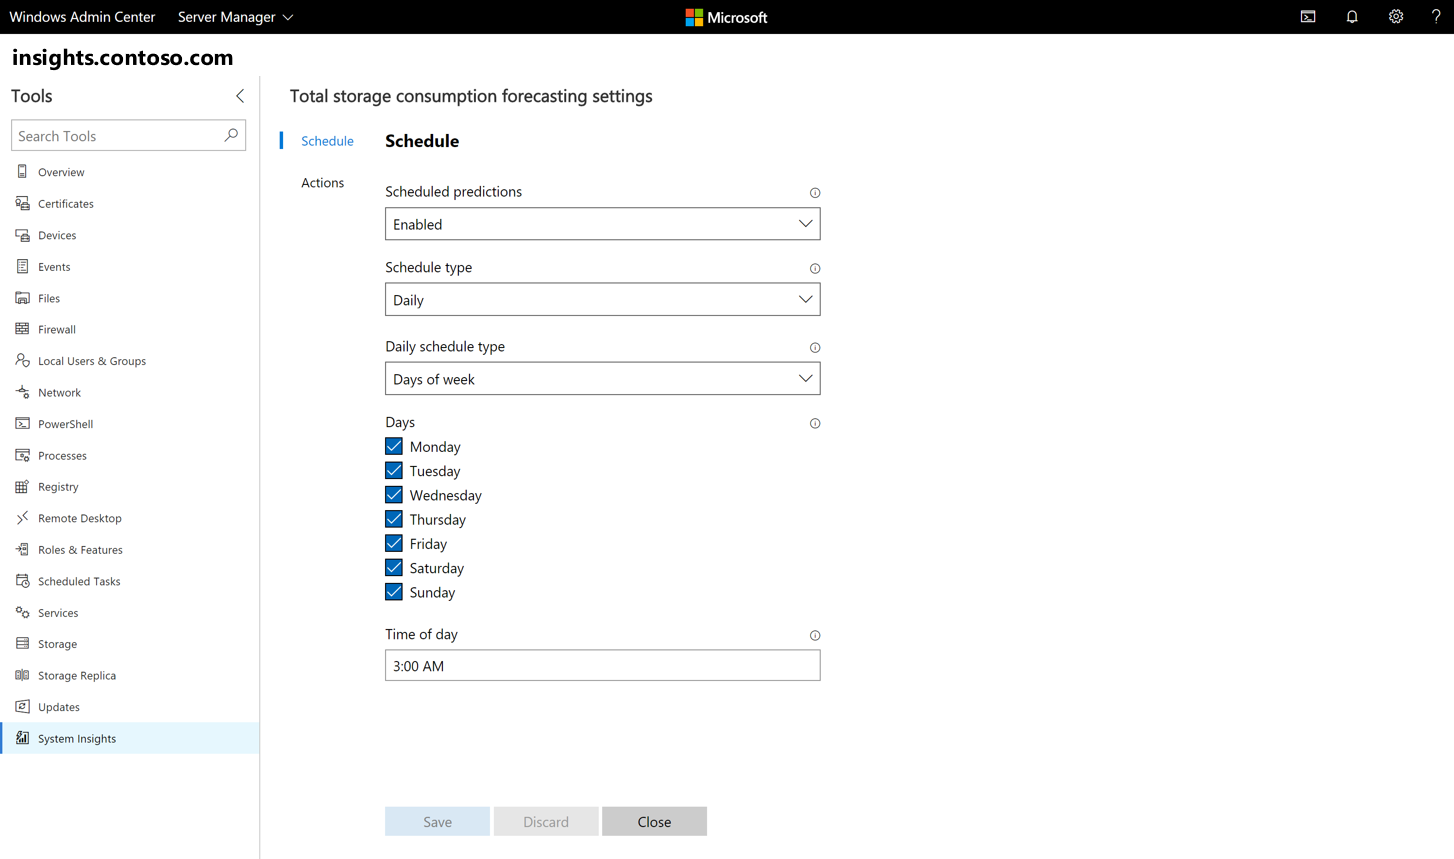 Windows Admin Center Server Manager Microsoft ?
insights.contoso.com
Tools
Search Tools
Overview
Certificates
Devices
Events
Files
Firewall
Local Users & Groups
Network
PowerShell
Processes
Registry
Remote Desktop
Roles & Features
Scheduled Tasks
Services
Storage
Storage Replica
Updates
System Insights
Total storage consumption forecasting settings
Schedule
Actions
Schedule
Scheduled predictions
Enabled
Schedule type
Daily
Daily schedule type
Days of week
Days
Monday
Tuesday
Wednesday
Thursday
Friday
Saturday
Sunday
Time of day
3:00 AM
Save Discard Close